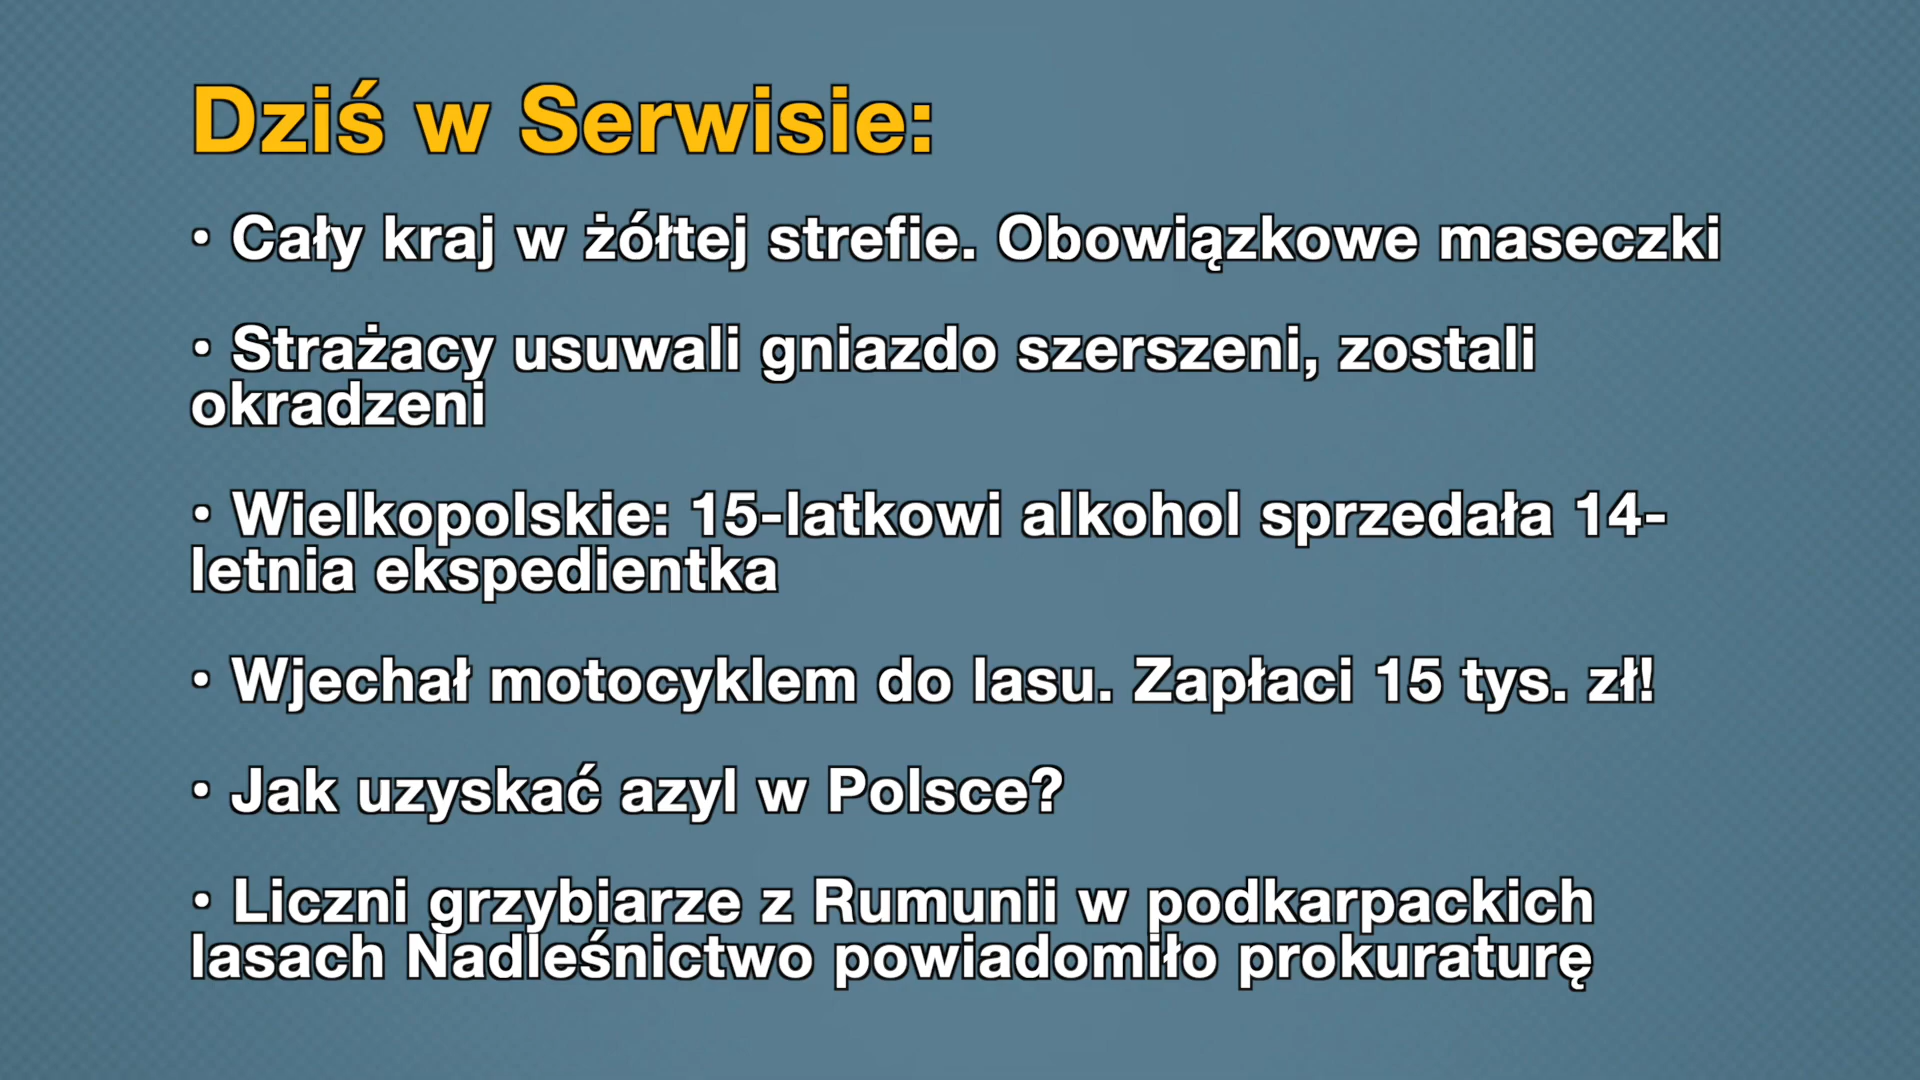 Dziś w Serwisie:
• Cały kraj w żółtej strefie. Obowiązkowe maseczki
• Strażacy usuwali gniazdo szerszeni, zostali
okradzeni
• Wielkopolskie: 15-latkowi alkohol sprzedała 14-
letnia ekspedientka
• Wjechał motocyklem do lasu. Zapłaci 15 tys. zł!
• Jak uzyskać azyl w Polsce?
• Liczni grzybiarze z Rumunii w podkarpackich
lasach Nadleśnictwo powiadomiło prokuraturę